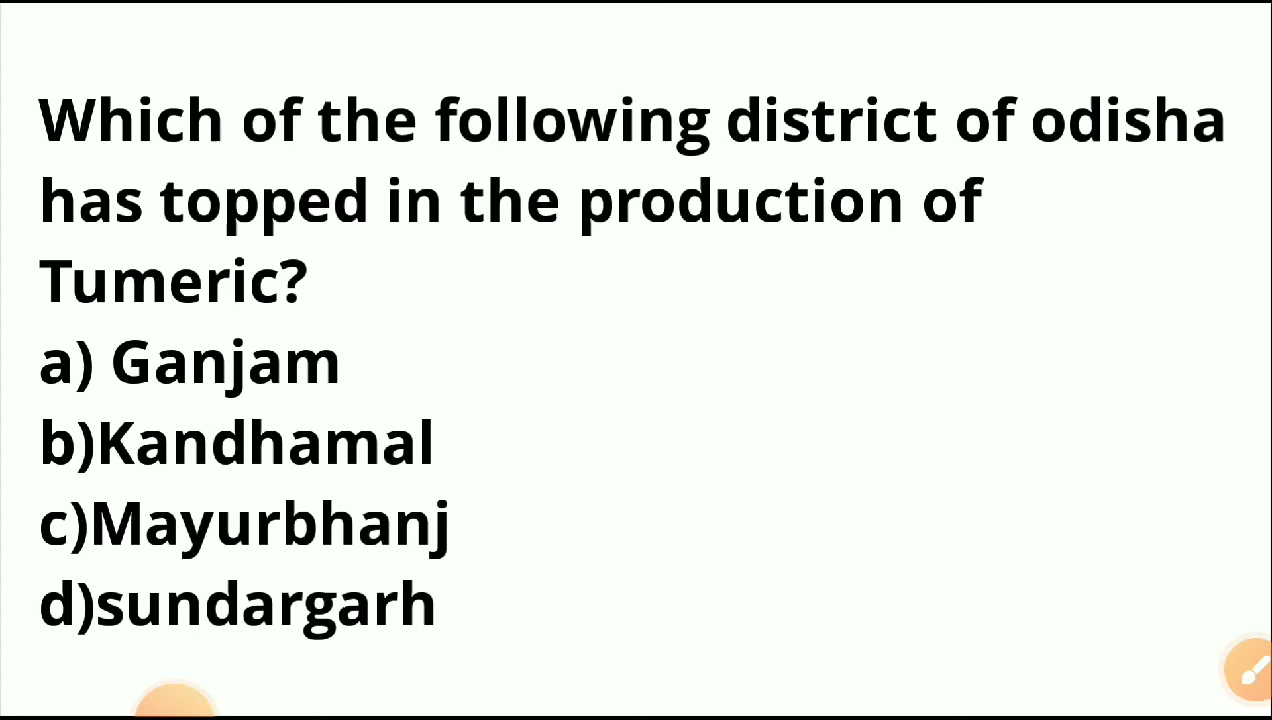 Which of the following district of odisha
has topped in the production of
Tumeric?
a) Ganjam
b)Kandhamal
c)Mayurbhanj
d)sundargarh